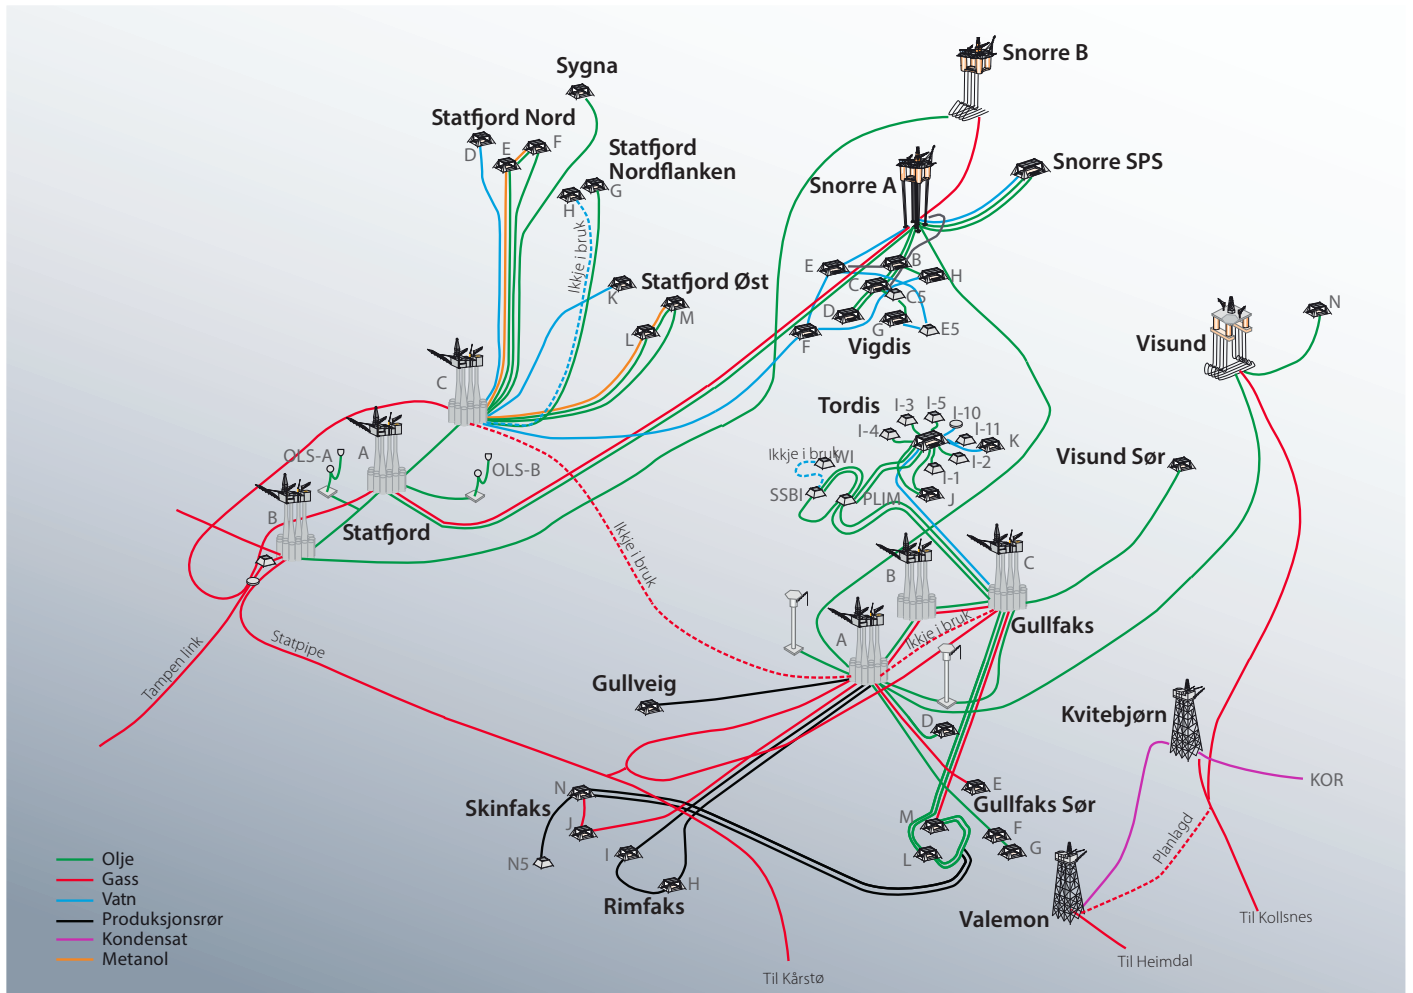 Snorre B
Sygna
Statfjord Nord
D
E
F
Statfjord
Nordflanken
H
G
Ikkje i bruk
Snorre A
Snorre SPS
Statfjord Øst
K
L
M
E
B
H
C
C5
D
G
E5
F
Vigdis
Visund
N
C
A
B
OLS-A
OLS-B
Statfjord
Tordis
I-3
I-5
I-10
I-4
I-11
K
I-2
I-1
J
Ikkje i bruk
WI
SSBI
PLIM
Visund Sør
Ikkje i bruk
B
C
A
Gullfaks
Ikkje i bruk
Statpipe
Tampen link
Gullveig
D
Kvitebjørn
KOR
Skinfaks
N
J
N5
E
Gullfaks Sør
M
F
G
L
I
H
Rimfaks
Planlagd
Valemon
Til Kollsnes
Til Heimdal
Til Kårstø
Olje
Gass
Vatn
Produksjonsrør
Kondensat
Metanol